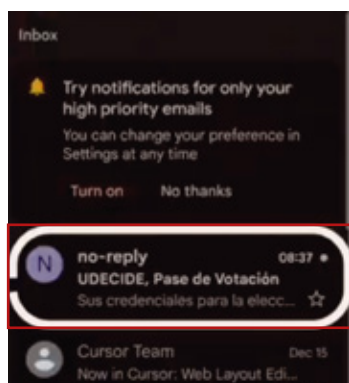 Inbox
Try notifications for only your
high priority emails
You can change your preference in
Settings at any time
Turn on No thanks
N no-reply 08:37
UDECIDE, Pase de Votación
Sus credenciales para la elecc...
Cursor Team Dec 15
Now in Cursor: Web Layout Edi...